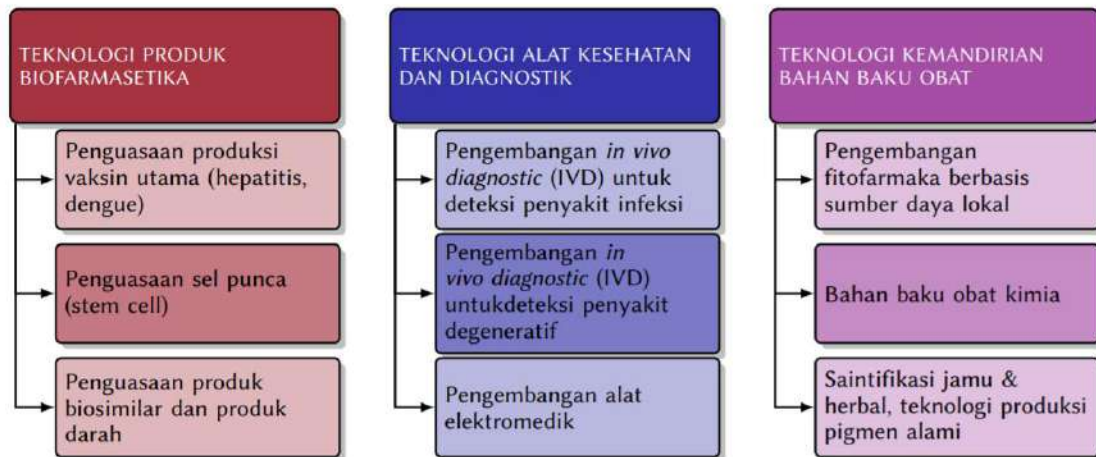 TEKNOLOGI PRODUK
BIOFARMASETIKA
Penguasaan produksi
vaksin utama (hepatitis,
dengue)
Penguasaan sel punca
(stem cell)
Penguasaan produk
biosimilar dan produk
darah
TEKNOLOGI ALAT KESEHATAN
DAN DIAGNOSTIK
Pengembangan in vivo
diagnostic (IVD) untuk
deteksi penyakit infeksi
Pengembangan in
vivo diagnostic (IVD)
untukdeteksi penyakit
degeneratif
Pengembangan alat
elektromedik
TEKNOLOGI KEMANDIRIAN
BAHAN BAKU OBAT
Pengembangan
fitofarmaka berbasis
sumber daya lokal
Bahan baku obat kimia
Saintifikasi jamu &
herbal, teknologi produksi
pigmen alami